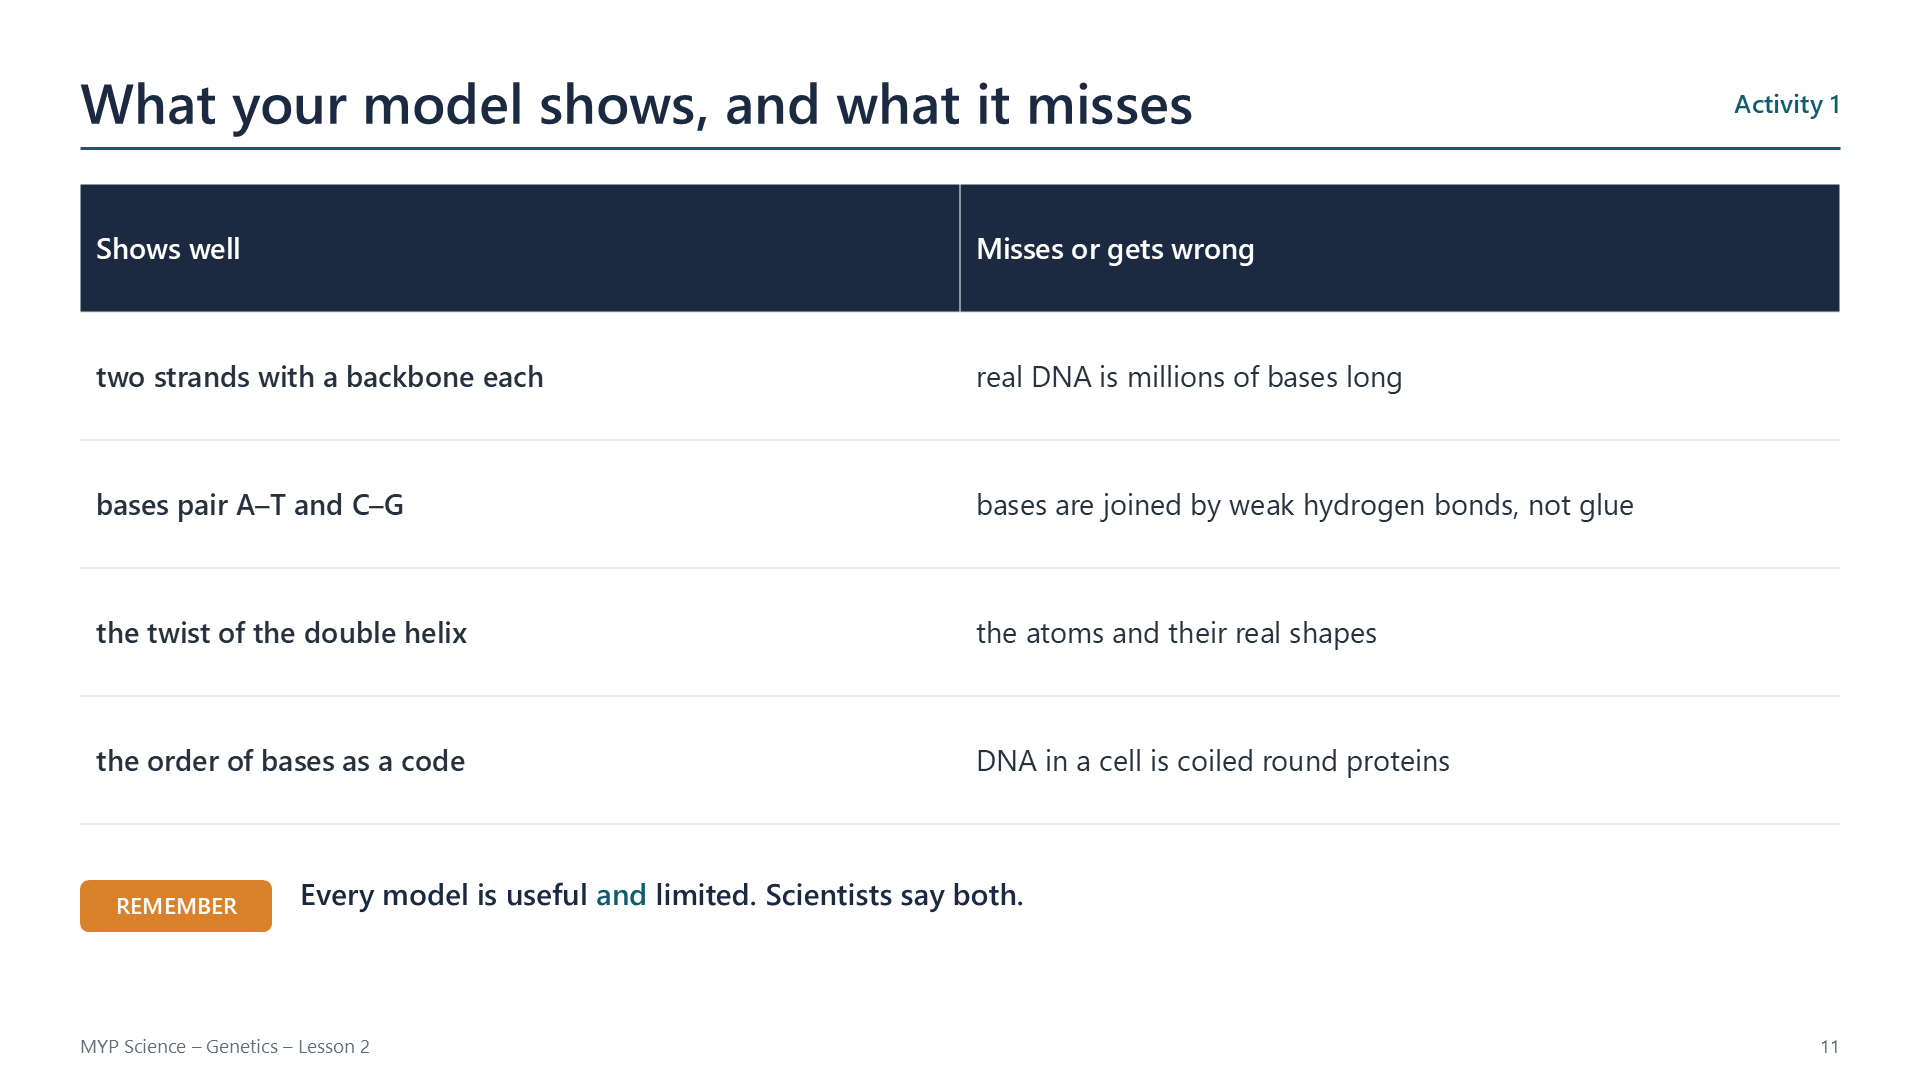 What your model shows, and what it misses
Activity 1
Shows well
Misses or gets wrong
two strands with a backbone each
real DNA is millions of bases long
bases pair A–T and C–G
bases are joined by weak hydrogen bonds, not glue
the twist of the double helix
the atoms and their real shapes
the order of bases as a code
DNA in a cell is coiled round proteins
REMEMBER
Every model is useful and limited. Scientists say both.
MYP Science – Genetics – Lesson 2
11